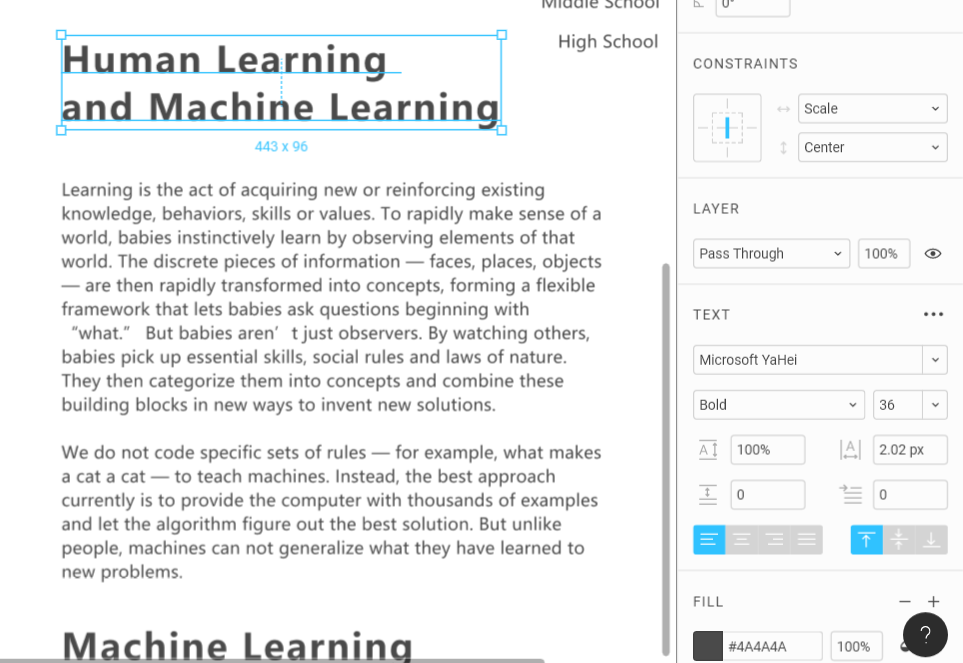 Middle School
High School
Human Learning
and Machine Learning
443 x 96
Learning is the act of acquiring new or reinforcing existing
knowledge, behaviors, skills or values. To rapidly make sense of a
world, babies instinctively learn by observing elements of that
world. The discrete pieces of information — faces, places, objects
— are then rapidly transformed into concepts, forming a flexible
framework that lets babies ask questions beginning with
“what.” But babies aren’t just observers. By watching others,
babies pick up essential skills, social rules and laws of nature.
They then categorize them into concepts and combine these
building blocks in new ways to invent new solutions.
We do not code specific sets of rules — for example, what makes
a cat a cat — to teach machines. Instead, the best approach
currently is to provide the computer with thousands of examples
and let the algorithm figure out the best solution. But unlike
people, machines can not generalize what they have learned to
new problems.
Machine Learning
0°
CONSTRAINTS
Scale
Center
LAYER
Pass Through 100%
TEXT
Microsoft YaHei
Bold 36
A 100% |A| 2.02 px
0 0
FILL
#4A4A4A 100%
?